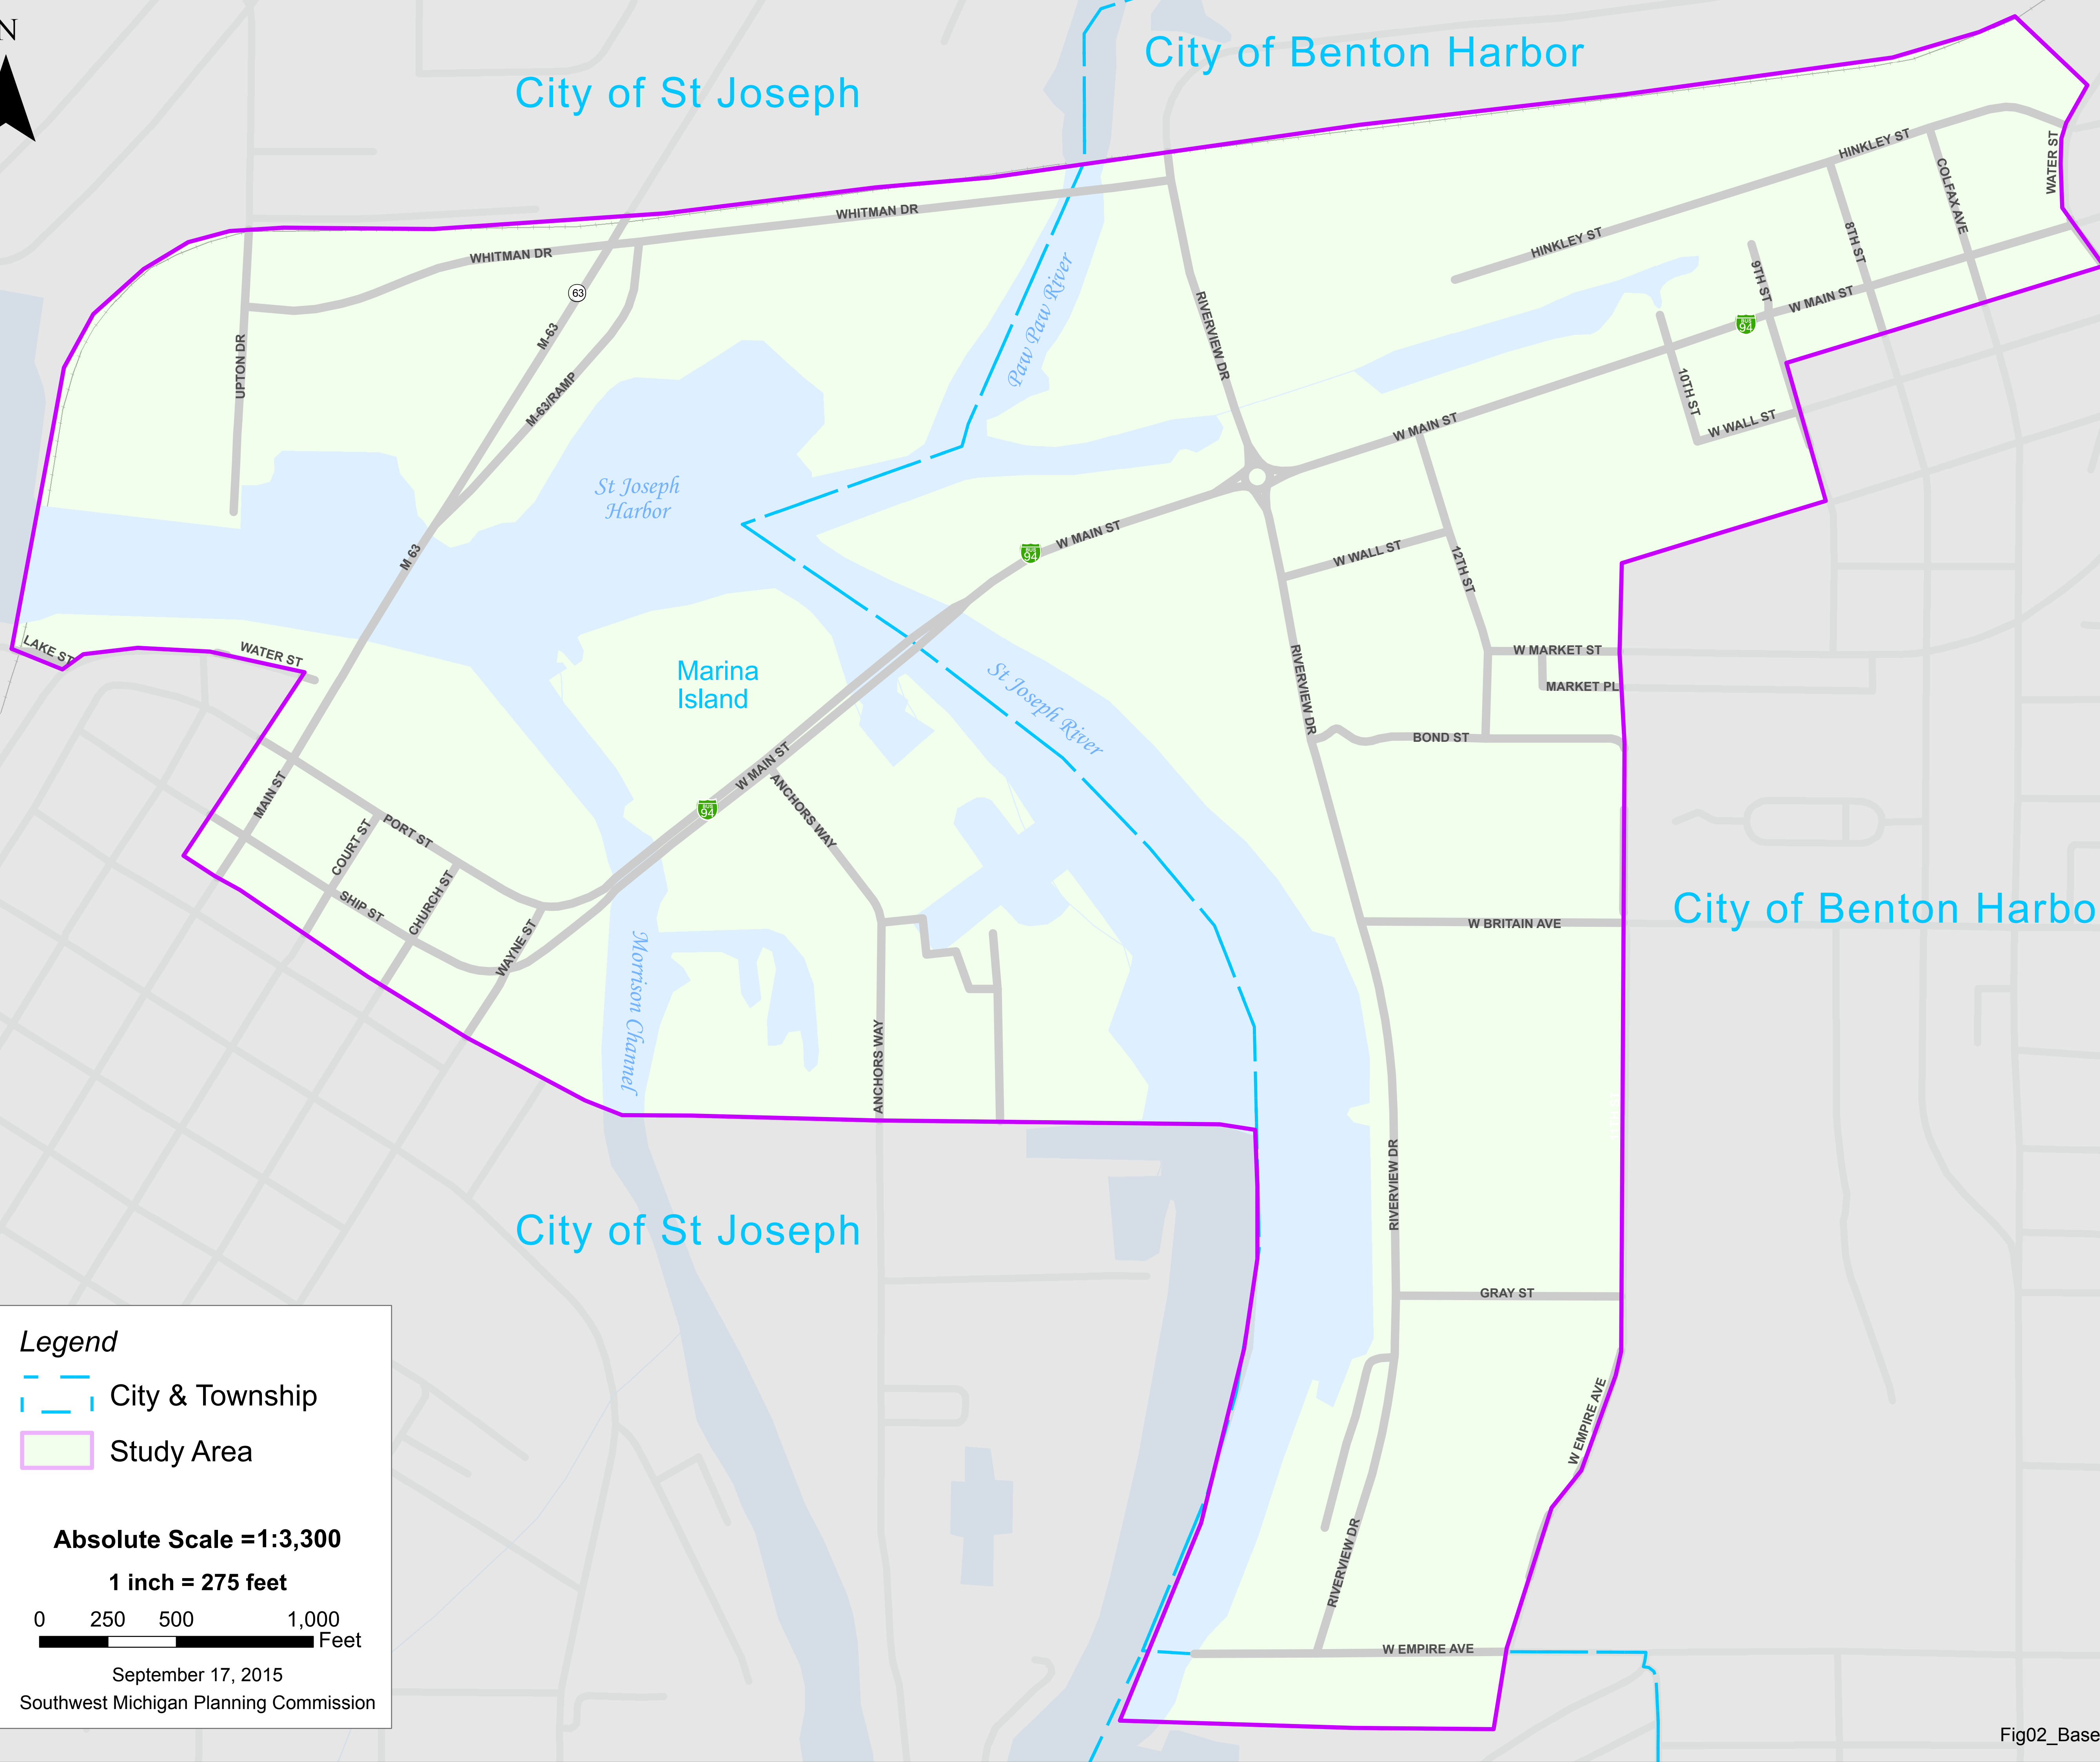 N
City of Benton Harbor
City of St Joseph
HINKLEY ST
WATER ST
COLFAX AVE
WHITMAN DR
8TH ST
HINKLEY ST
WHITMAN DR
9TH ST
63
Paw Paw River
W MAIN ST
BUS
94
M-63
RIVERVIEW DR
UPTON DR
10TH ST
M-63/RAMP
W WALL ST
W MAIN ST
St Joseph
Harbor
W MAIN ST
BUS
94
M 63
W WALL ST
12TH ST
LAKE ST
WATER ST
W MARKET ST
Marina
Island
RIVERVIEW DR
MARKET PL
St Joseph River
BOND ST
W MAIN ST
MAIN ST
BUS
94
ANCHORS WAY
PORT ST
COURT ST
SHIP ST
CHURCH ST
City of Benton Harbo
W BRITAIN AVE
WAYNE ST
Morrison Channel
ANCHORS WAY
RIVERVIEW DR
City of St Joseph
GRAY ST
Legend
City & Township
Study Area
W EMPIRE AVE
Absolute Scale =1:3,300
1 inch = 275 feet
0 250 500 1,000
Feet
RIVERVIEW DR
W EMPIRE AVE
September 17, 2015
Southwest Michigan Planning Commission
Fig02_Base